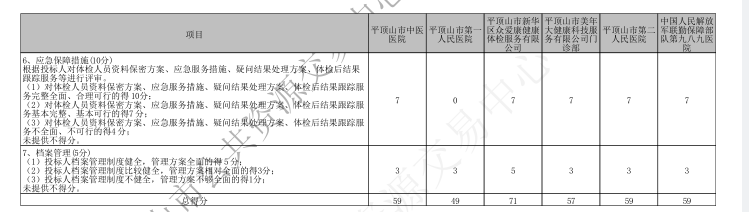 项目
平顶山市中医医院
平顶山市第一人民医院
平顶山市新华区众爱康健康体检服务有限公司
平顶山市美年大健康科技服务有限公司门诊部
平顶山市第二人民医院
中国人民解放军联勤保障部队第九八九医院
6、应急保障措施(10分)
根据投标人对体检人员资料保密方案、应急服务措施、疑问结果处理方案、体检后结果
跟踪服务等进行评审。
（1）对体检人员资料保密方案、应急服务措施、疑问结果处理方案、体检后结果跟踪服
务完整全面、合理可行的得 10分；
（2）对体检人员资料保密方案、应急服务措施、疑问结果处理方案、体检后结果跟踪服
务基本完整、基本可行的得7分；
（3）对体检人员资料保密方案、应急服务措施、疑问结果处理方案、体检后结果跟踪服
务不全面、不可行的得4分；
未提供不得分。
7 0 7 7 7 7
7、档案管理(5分)
（1）投标人档案管理制度健全，管理方案全面的得 5 分；
（2）投标人档案管理制度比较健全，管理方案相对全面的得3分；
（3）投标人档案管理制度不健全，管理方案不够全面的得1分；
未提供不得分。
3 3 5 3 3 3
总得分 59 49 71 57 59 59
山市公共资源交易中心
源交易中心